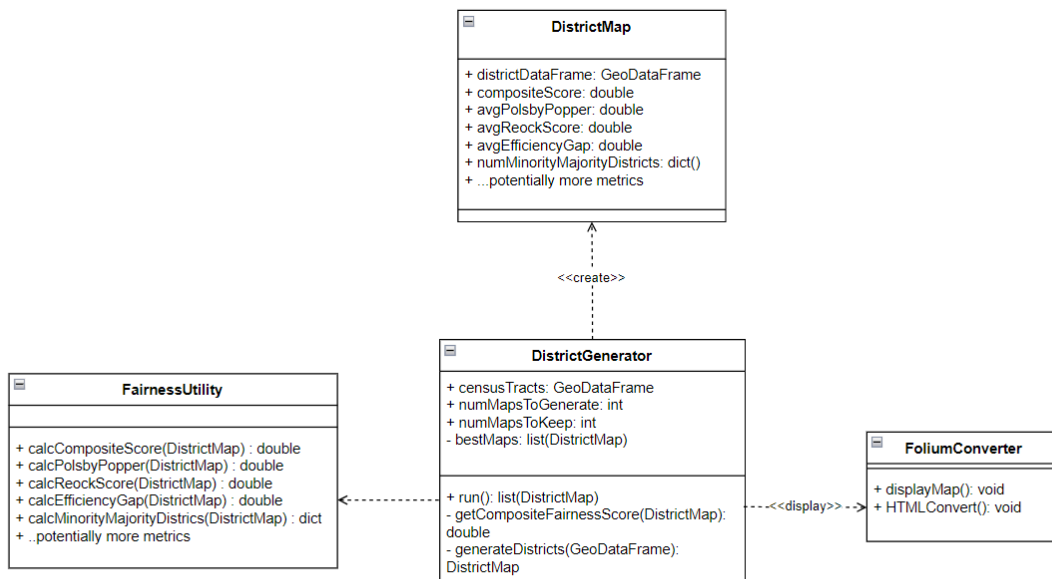 DistrictMap
+ districtDataFrame: GeoDataFrame
+ compositeScore: double
+ avgPolsbyPopper: double
+ avgReockScore: double
+ avgEfficiencyGap: double
+ numMinorityMajorityDistricts: dict()
+ ...potentially more metrics
<<create>>
DistrictGenerator
+ censusTracts: GeoDataFrame
+ numMapsToGenerate: int
+ numMapsToKeep: int
- bestMaps: list(DistrictMap)
+ run(): list(DistrictMap)
- getCompositeFairnessScore(DistrictMap):
double
- generateDistricts(GeoDataFrame):
DistrictMap
FairnessUtility
+ calcCompositeScore(DistrictMap) : double
+ calcPolsbyPopper(DistrictMap) : double
+ calcReockScore(DistrictMap) : double
+ calcEfficiencyGap(DistrictMap) : double
+ calcMinorityMajorityDistrics(DistrictMap) : dict
+ ..potentially more metrics
<<display>>
FoliumConverter
+ displayMap(): void
+ HTMLConvert(): void